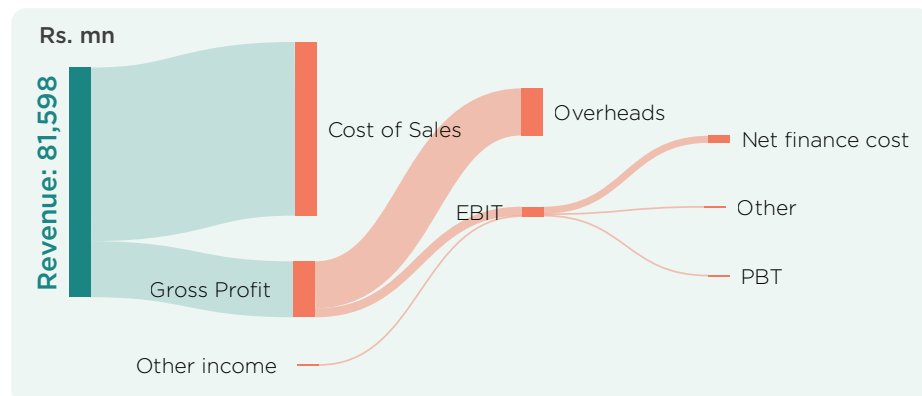 Rs. mn
Revenue: 81,598
Cost of Sales
Overheads
Net finance cost
EBIT
Other
PBT
Gross Profit
Other income